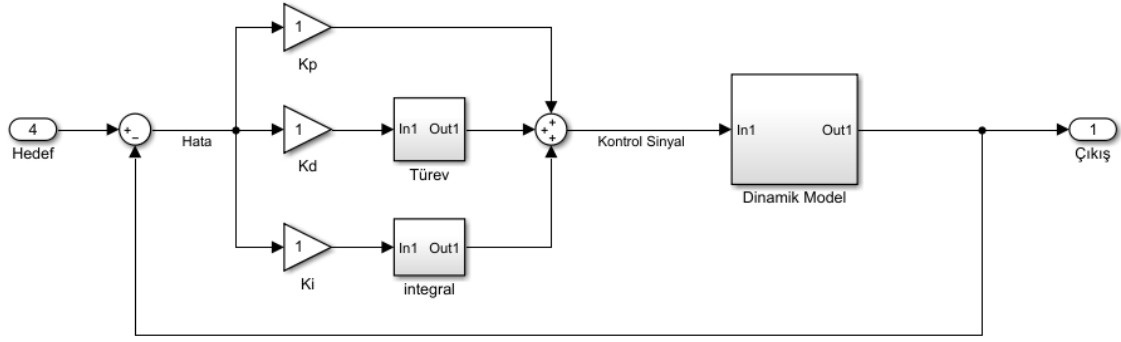 1
Kp
4
Hedef
+
−
Hata
1
Kd
In1 Out1
Türev
+
+
+
Kontrol Sinyal
In1 Out1
Dinamik Model
1
Çıkış
1
Ki
In1 Out1
integral